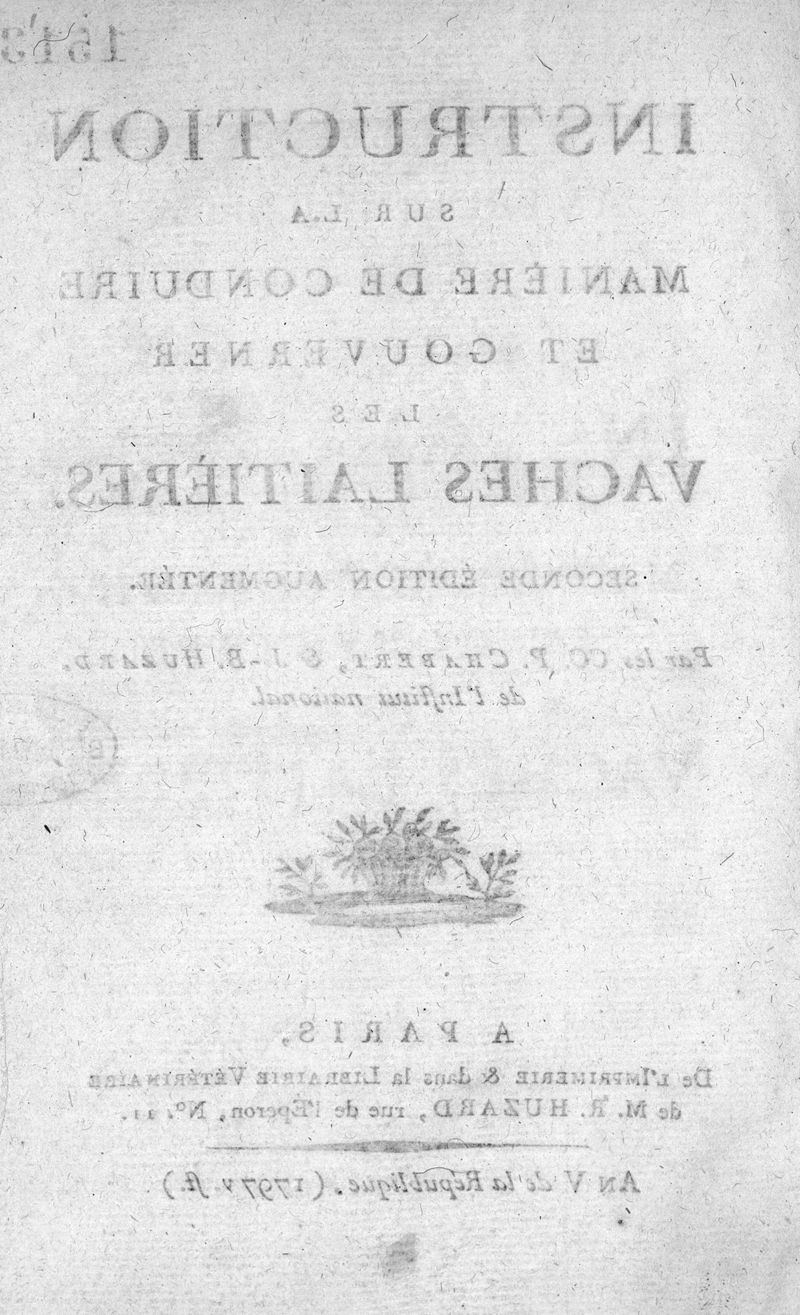 1513
INSTRUCTION
SUR LA
MANIÈRE DE CONDUIRE
ET GOUVERNER
LES
VACHES LAITIÈRES.
SECONDE ÉDITION AUGMENTÉE.
Par les CC. P. CHABERT, & J.-B. HUZARD,
de l'Inſtitut national.
A PARIS,
De l'IMPRIMERIE & dans la LIBRAIRIE VÉTÉRINAIRE
de M. R. HUZARD, rue de l'Éperon, N°. 11.
AN V de la République. (1797 v. ſt.)